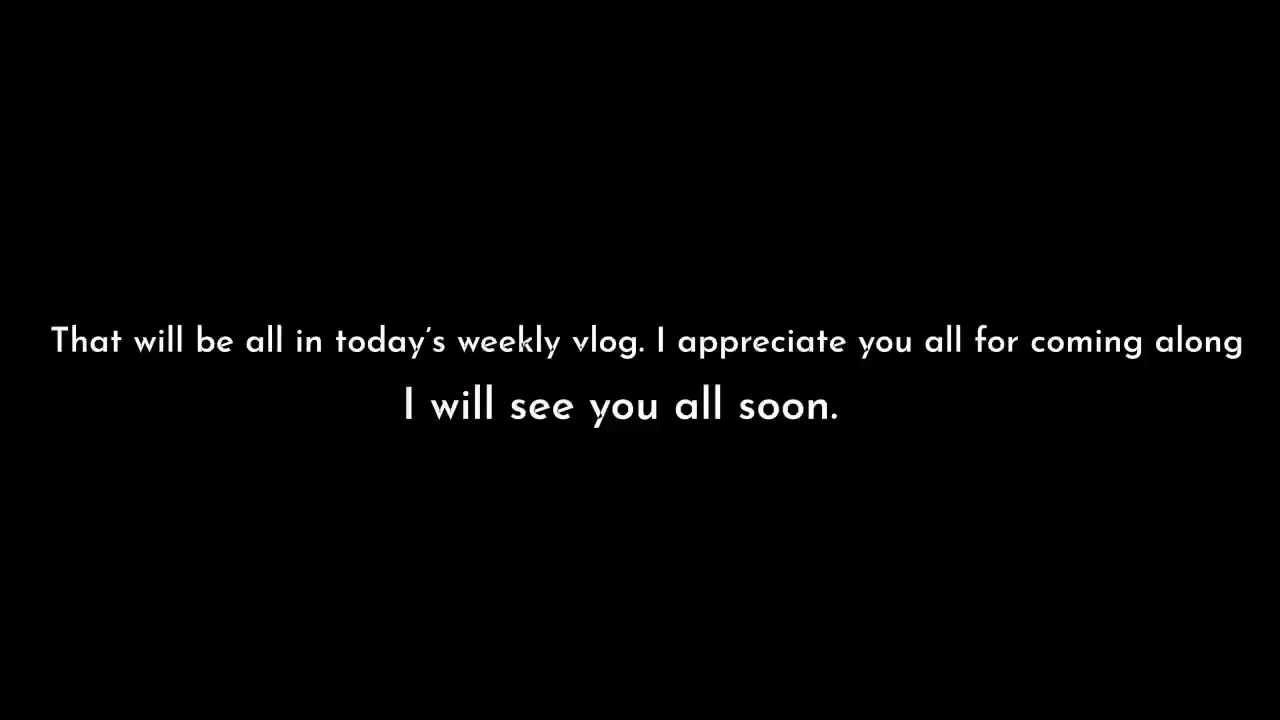 That will be all in today's weekly vlog. I appreciate you all for coming along
I will see you all soon.